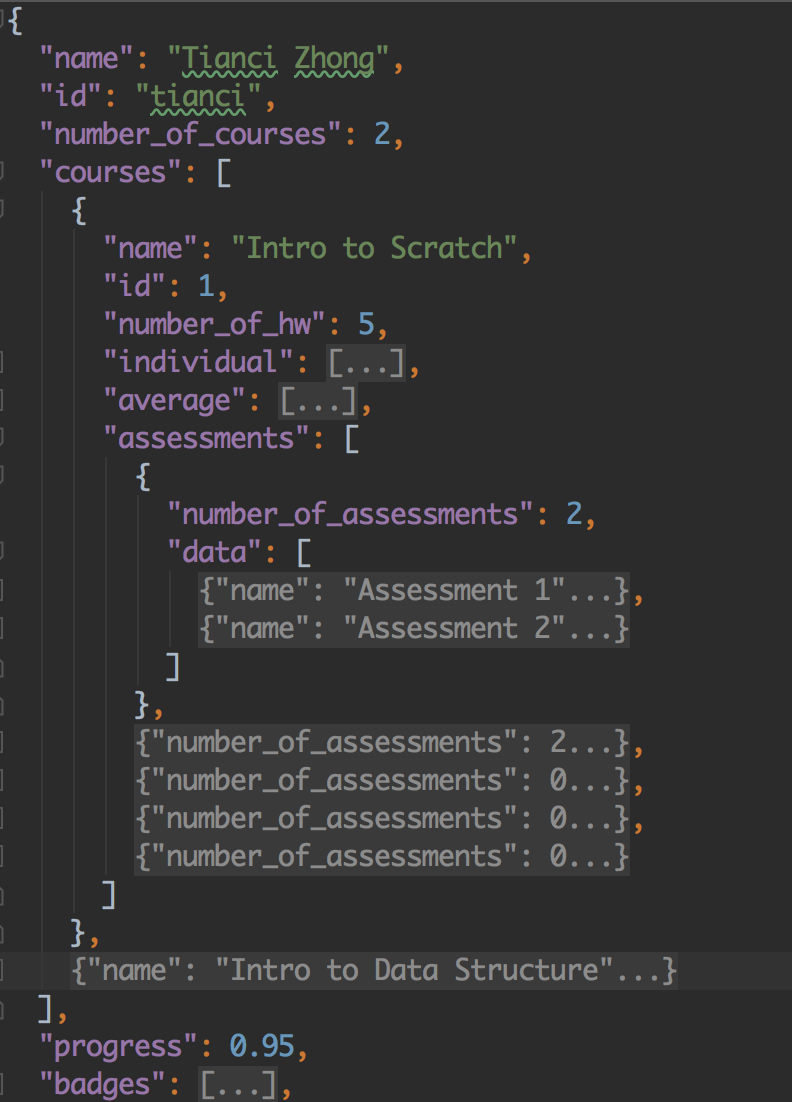 {
"name": "Tianci Zhong",
"id": "tianci",
"number_of_courses": 2,
"courses": [
{
"name": "Intro to Scratch",
"id": 1,
"number_of_hw": 5,
"individual": [...],
"average": [...],
"assessments": [
{
"number_of_assessments": 2,
"data": [
{"name": "Assessment 1"...},
{"name": "Assessment 2"...}
]
},
{"number_of_assessments": 2...},
{"number_of_assessments": 0...},
{"number_of_assessments": 0...},
{"number_of_assessments": 0...}
]
},
{"name": "Intro to Data Structure"...}
],
"progress": 0.95,
"badges": [...],